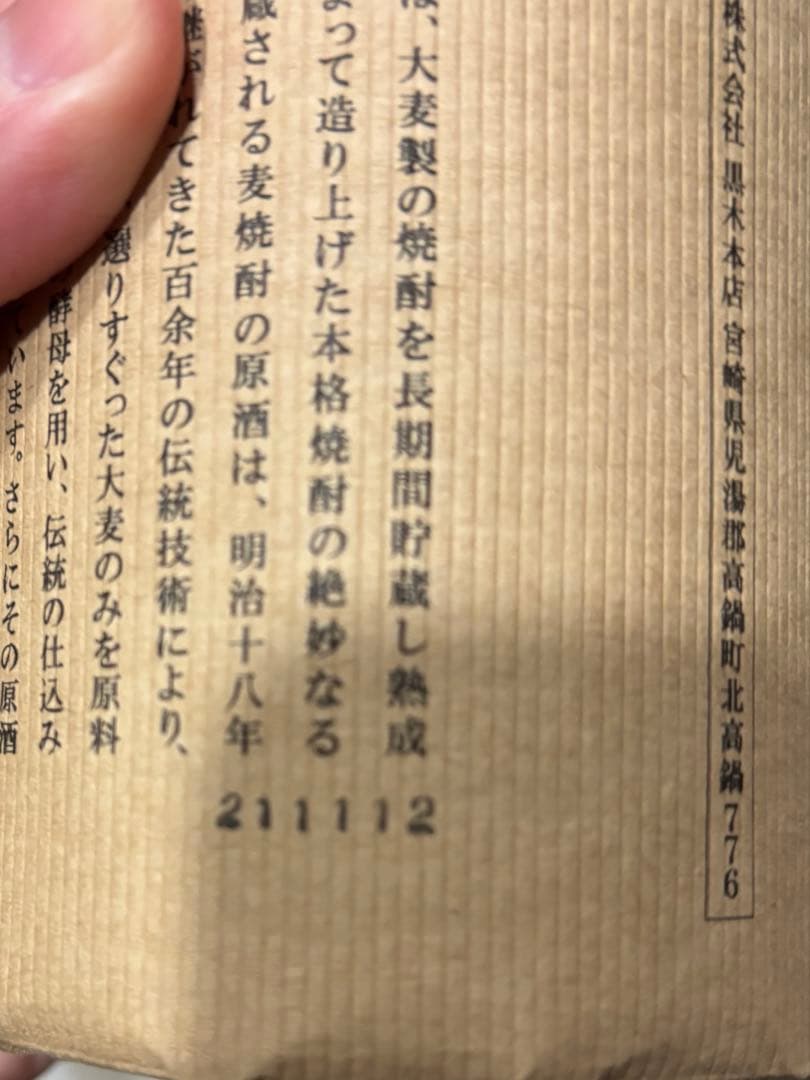 株式会社 黒木本店 宮崎県児湯郡高鍋町北高鍋776
は、大麦製の焼酎を長期間貯蔵し熟成
よって造り上げた本格焼酎の絶妙なる
蔵される麦焼酎の原酒は、明治十八年
継がれてきた百余年の伝統技術により、
選りすぐった大麦のみを原料
酵母を用い、伝統の仕込み
ています。さらにその原酒
211112